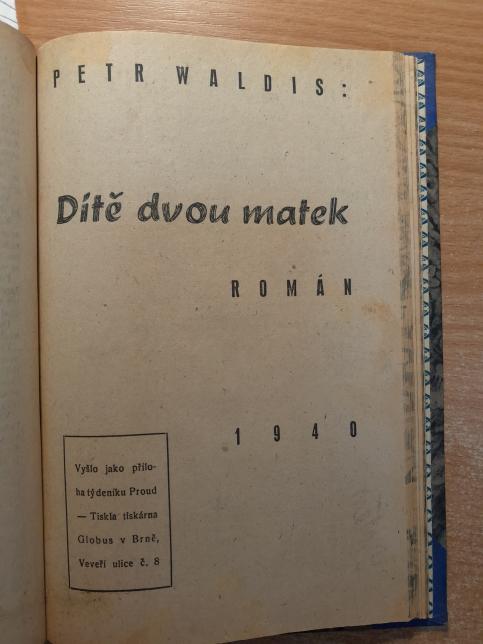 PETR WALDIS:
Dítě dvou matek
ROMÁN
1940
Vyšlo jako přílo-
ha týdeníku Proud
— Tiskla tiskárna
Globus v Brně,
Veveří ulice č. 8